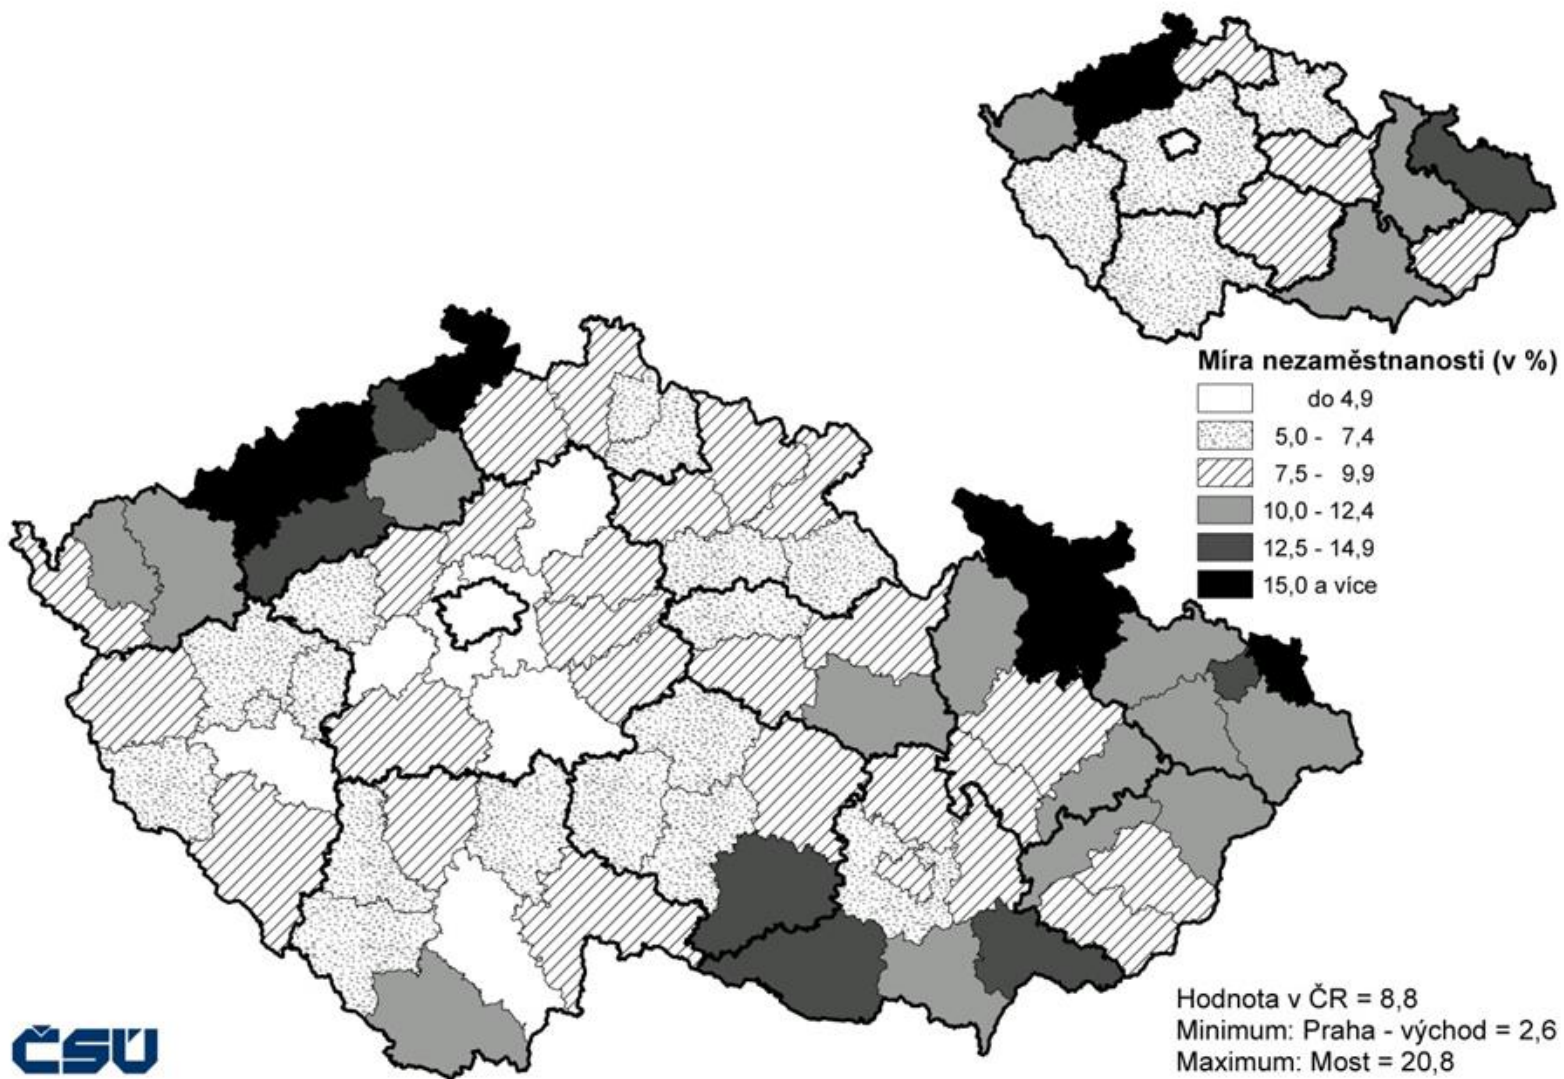 Míra nezaměstnanosti (v %)
do 4,9
5,0 - 7,4
7,5 - 9,9
10,0 - 12,4
12,5 - 14,9
15,0 a více
Hodnota v ČR = 8,8
Minimum: Praha - východ = 2,6
Maximum: Most = 20,8
ČSÚ